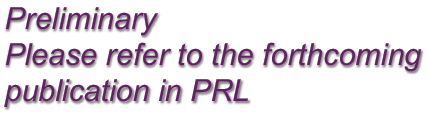 Preliminary
Please refer to the forthcoming
publication in PRL